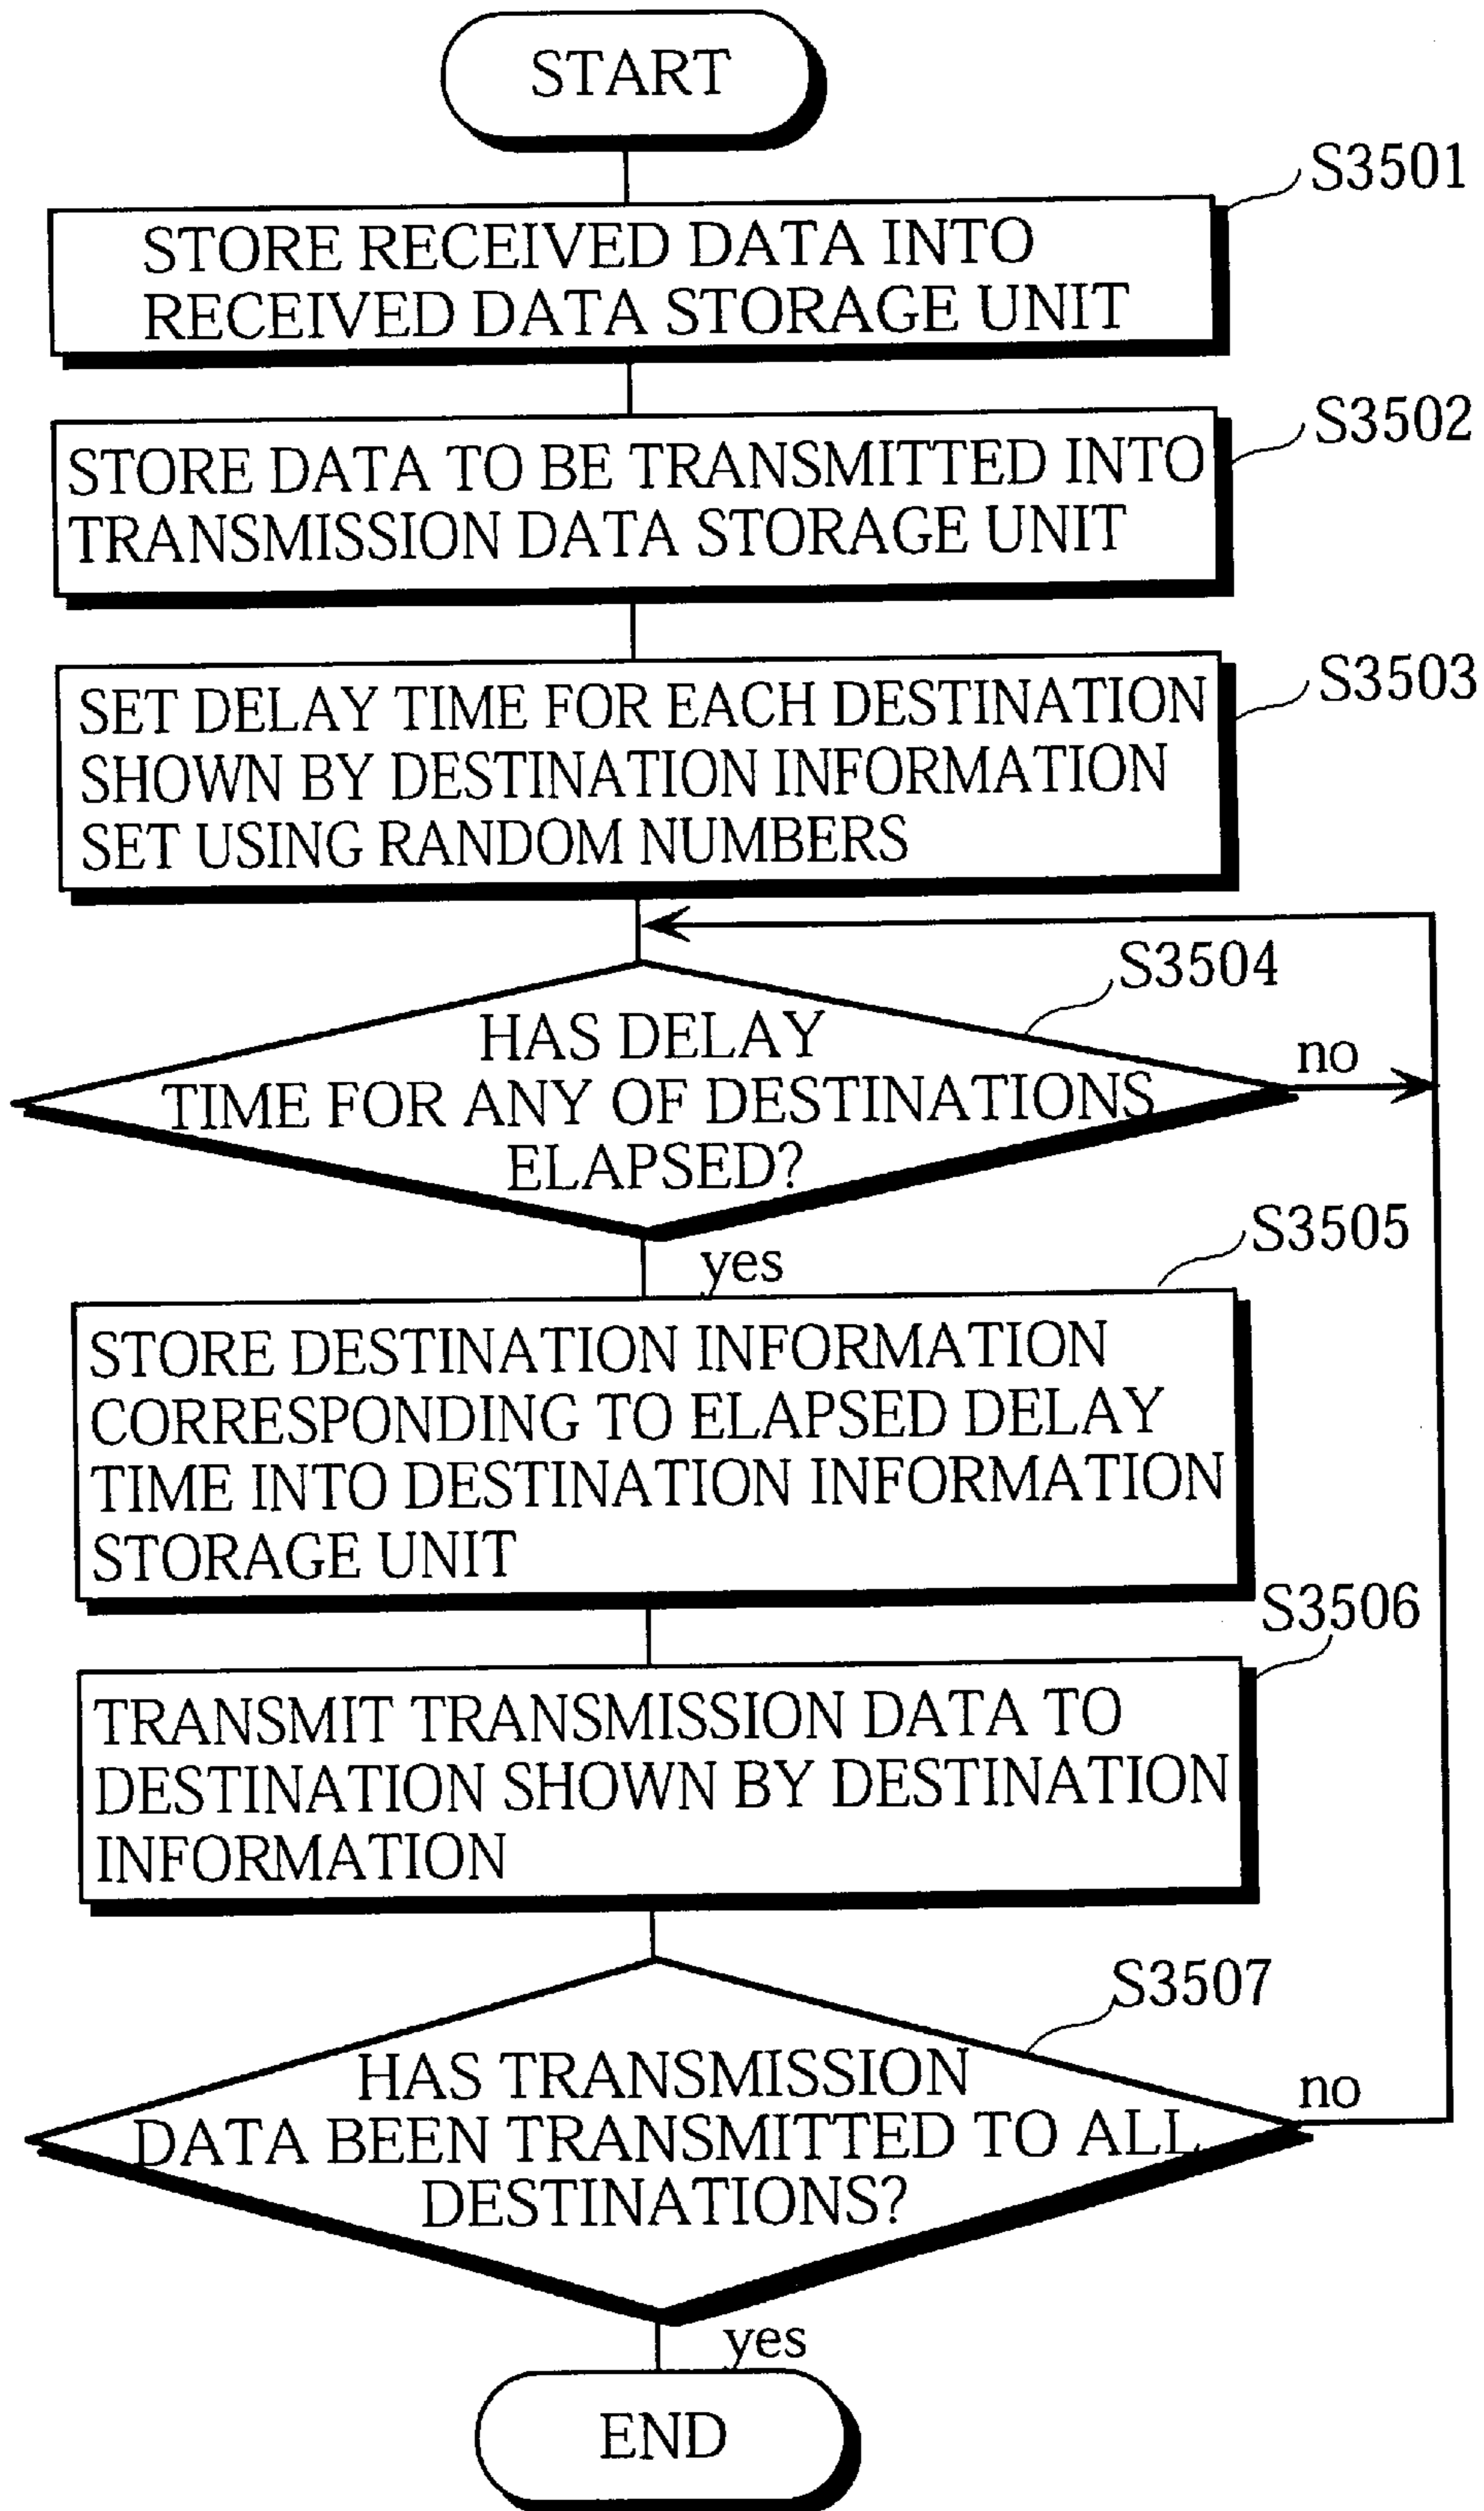 START
S3501
STORE RECEIVED DATA INTO
RECEIVED DATA STORAGE UNIT
S3502
STORE DATA TO BE TRANSMITTED INTO
TRANSMISSION DATA STORAGE UNIT
S3503
SET DELAY TIME FOR EACH DESTINATION
SHOWN BY DESTINATION INFORMATION
SET USING RANDOM NUMBERS
S3504
HAS DELAY
TIME FOR ANY OF DESTINATIONS
ELAPSED?
no
yes
S3505
STORE DESTINATION INFORMATION
CORRESPONDING TO ELAPSED DELAY
TIME INTO DESTINATION INFORMATION
STORAGE UNIT
S3506
TRANSMIT TRANSMISSION DATA TO
DESTINATION SHOWN BY DESTINATION
INFORMATION
S3507
HAS TRANSMISSION
DATA BEEN TRANSMITTED TO ALL
DESTINATIONS?
no
yes
END